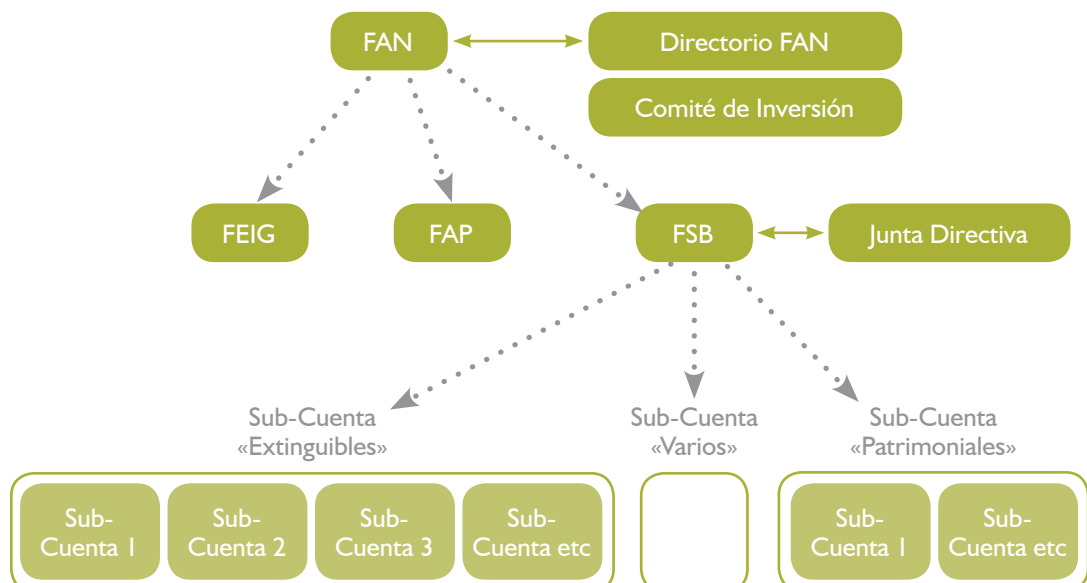 FAN
Directorio FAN
Comité de Inversión
FEIG
FAP
FSB
Junta Directiva
Sub-Cuenta
«Extinguibles»
Sub-Cuenta
«Varios»
Sub-Cuenta
«Patrimoniales»
Sub-
Cuenta 1
Sub-
Cuenta 2
Sub-
Cuenta 3
Sub-
Cuenta etc
Sub-
Cuenta 1
Sub-
Cuenta etc